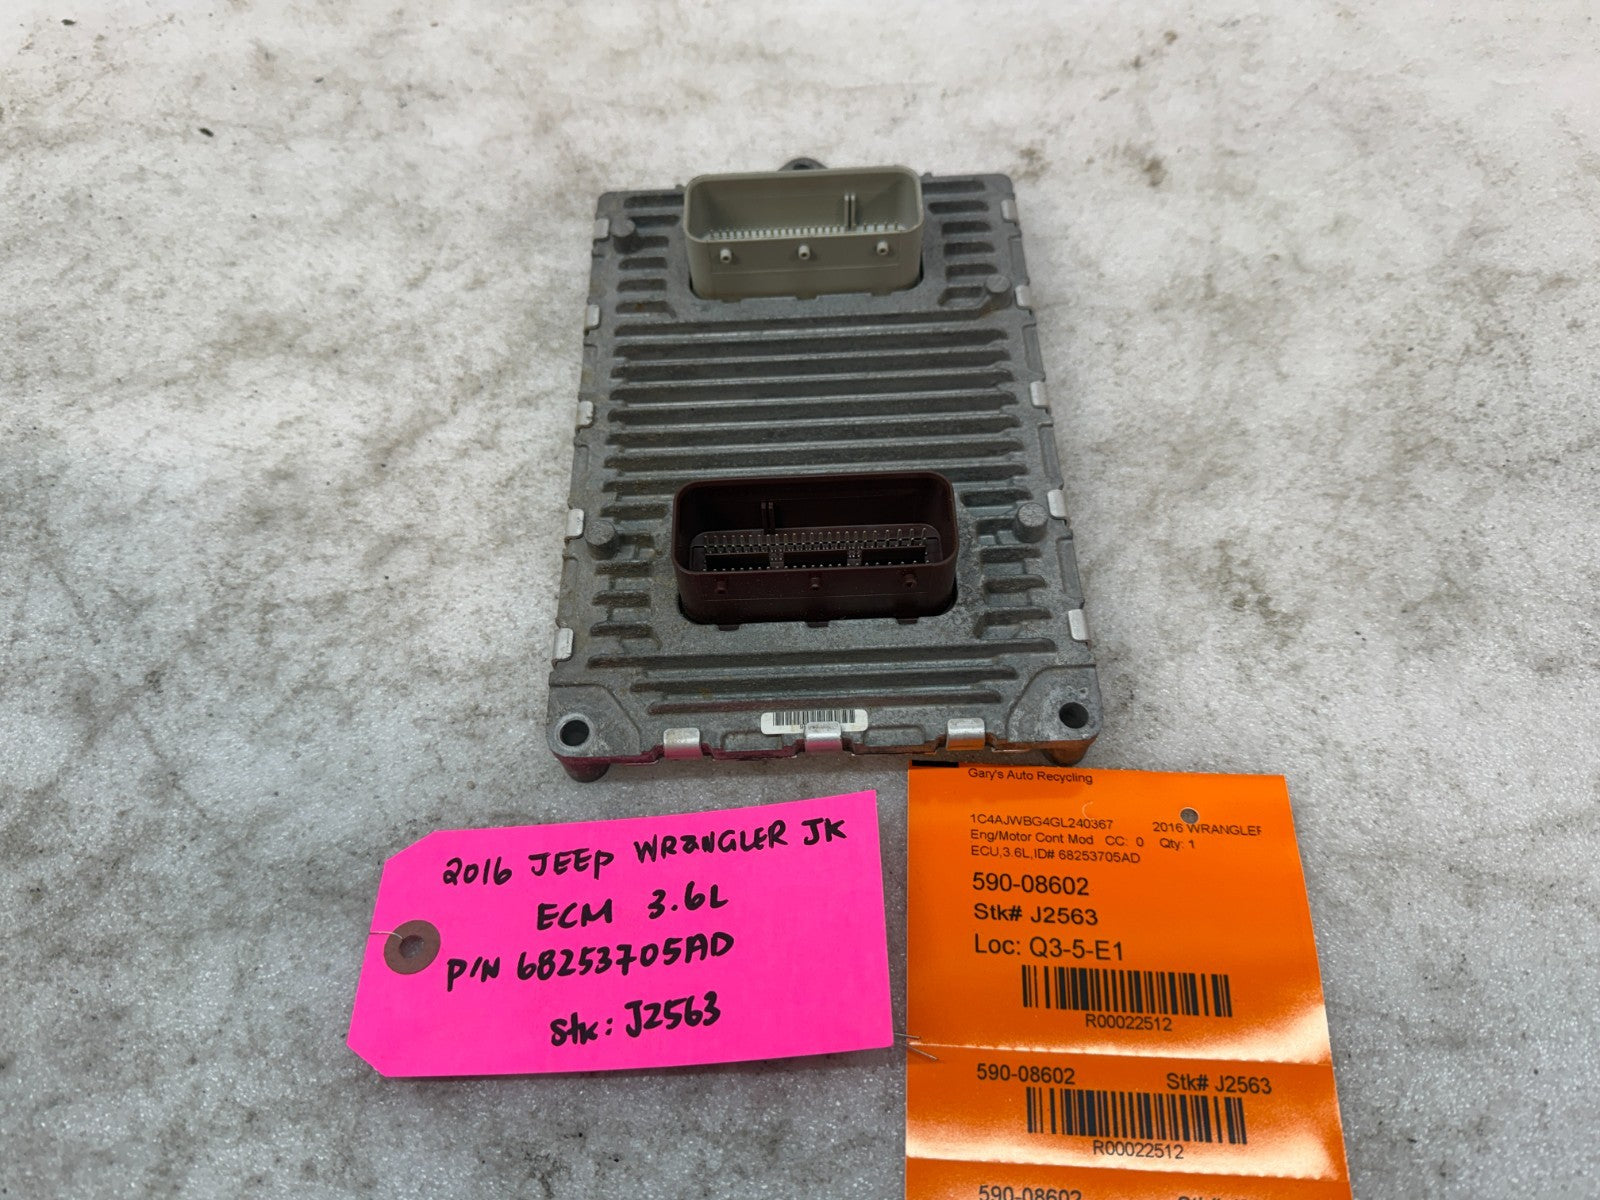 2016 JEEP WRANGLER JK
ECM 3.6L
P/N 68253705AD
Stk: J2563
Gary's Auto Recycling
1C4AJWBG4GL240367 2016 WRANGLER
Eng/Motor Cont Mod CC: 0 Qty: 1
ECU,3.6L,ID# 68253705AD
590-08602
Stk# J2563
Loc: Q3-5-E1
R00022512
590-08602 Stk# J2563
R00022512
590-08602